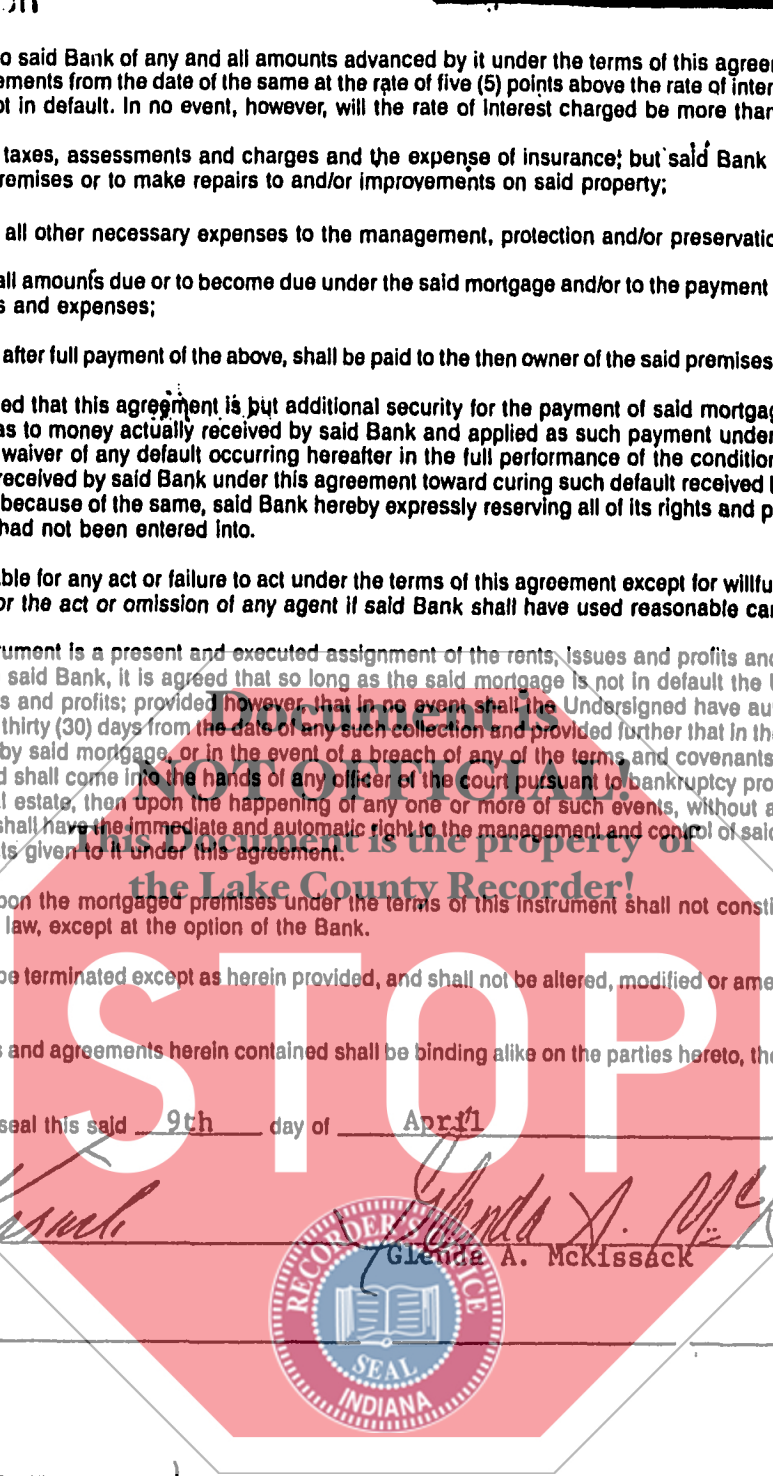 on
o said Bank of any and all amounts advanced by it under the terms of this agreem
ements from the date of the same at the rate of five (5) points above the rate of inter
ot in default. In no event, however, will the rate of interest charged be more than
taxes, assessments and charges and the expense of insurance; but said Bank
remises or to make repairs to and/or improvements on said property;
all other necessary expenses to the management, protection and/or preservatio
all amounts due or to become due under the said mortgage and/or to the payment
s and expenses;
after full payment of the above, shall be paid to the then owner of the said premises
ed that this agreement is but additional security for the payment of said mortgag
as to money actually received by said Bank and applied as such payment under
waiver of any default occurring hereafter in the full performance of the condition
received by said Bank under this agreement toward curing such default received
because of the same, said Bank hereby expressly reserving all of its rights and p
had not been entered into.
ble for any act or failure to act under the terms of this agreement except for willfu
or the act or omission of any agent if said Bank shall have used reasonable car
rument is a present and executed assignment of the rents, issues and profits and
said Bank, it is agreed that so long as the said mortgage is not in default the U
s and profits; provided however, that in no event shall the Undersigned have au
Document is
thirty (30) days from the date of any such collection and provided further that in the
by said mortgage, or in the event of a breach of any of the terms and covenants
NOT OFFICIAL!
d shall come into the hands of any officer of the court pursuant to bankruptcy pro
l estate, then upon the happening of any one or more of such events, without a
shall have the immediate and automatic right to the management and control of said
This Document is the property of
ts given to it under this agreement.
the Lake County Recorder!
pon the mortgaged premises under the terms of this instrument shall not consti
law, except at the option of the Bank.
STOP
be terminated except as herein provided, and shall not be altered, modified or ame
s and agreements herein contained shall be binding alike on the parties hereto, the
seal this said 9th day of April
Glenda A. McK
Glenda A. McKissack
RECORDER'S OFFICE
SEAL
INDIANA